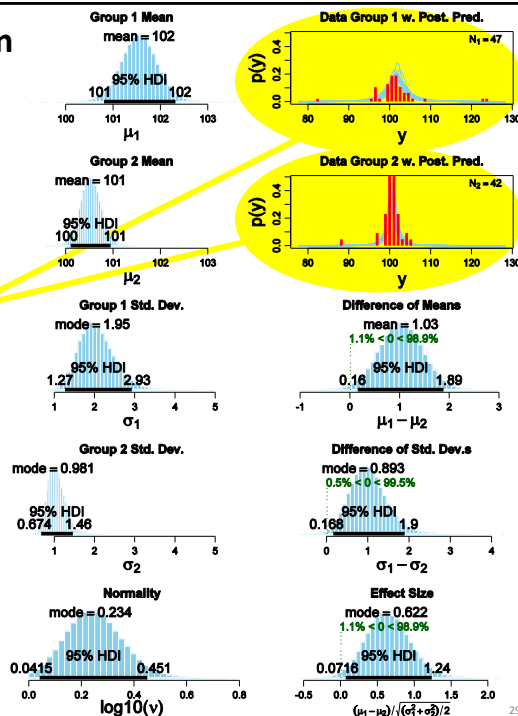 n
Group 1 Mean
mean = 102
95% HDI
101 102
100 101 102 103
μ1
Data Group 1 w. Post. Pred.
N1 = 47
p(y)
0.0 0.2 0.4
80 90 100 110 120 130
y
Group 2 Mean
mean = 101
95% HDI
100 101
100 101 102 103
μ2
Data Group 2 w. Post. Pred.
N2 = 42
p(y)
0.0 0.2 0.4
80 90 100 110 120 130
y
Group 1 Std. Dev.
mode = 1.95
95% HDI
1.27 2.93
1 2 3 4 5
σ1
Difference of Means
mean = 1.03
1.1% < 0 < 98.9%
95% HDI
0.16 1.89
-1 0 1 2 3
μ1 − μ2
Group 2 Std. Dev.
mode = 0.981
95% HDI
0.674 1.46
1 2 3 4 5
σ2
Difference of Std. Dev.s
mode = 0.893
0.5% < 0 < 99.5%
95% HDI
0.168 1.9
0 1 2 3 4
σ1 − σ2
Normality
mode = 0.234
95% HDI
0.0415 0.451
0.0 0.2 0.4 0.6 0.8
log10(ν)
Effect Size
mode = 0.622
1.1% < 0 < 98.9%
95% HDI
0.0716 1.24
-0.5 0.0 0.5 1.0 1.5 2.0
(μ1 − μ2)/√(σ1² + σ2²)/2
29